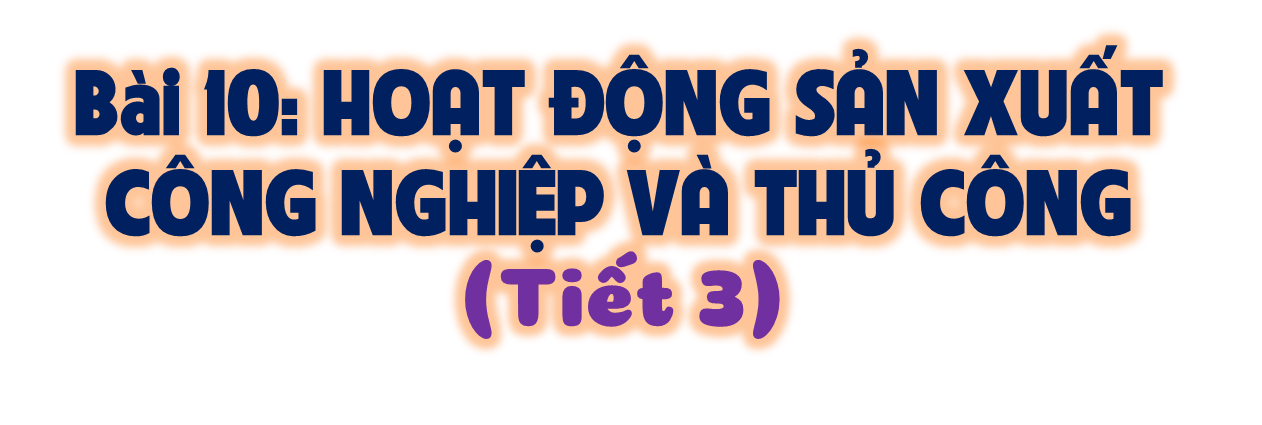 Bài 10: HOẠT ĐỘNG SẢN XUẤT
CÔNG NGHIỆP VÀ THỦ CÔNG
(Tiết 3)